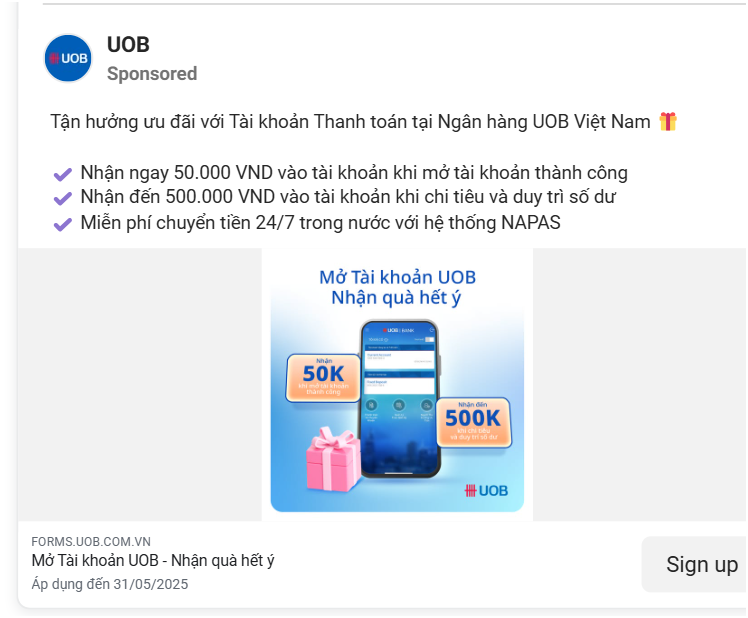 UOB
UOB
Sponsored
Tận hưởng ưu đãi với Tài khoản Thanh toán tại Ngân hàng UOB Việt Nam
Nhận ngay 50.000 VND vào tài khoản khi mở tài khoản thành công
Nhận đến 500.000 VND vào tài khoản khi chi tiêu và duy trì số dư
Miễn phí chuyển tiền 24/7 trong nước với hệ thống NAPAS
Mở Tài khoản UOB
Nhận quà hết ý
UOB BANK
Nhận
50K
khi mở tài khoản
thành công
Nhận đến
500K
khi chi tiêu
và duy trì số dư
UOB
FORMS.UOB.COM.VN
Mở Tài khoản UOB - Nhận quà hết ý
Áp dụng đến 31/05/2025
Sign up